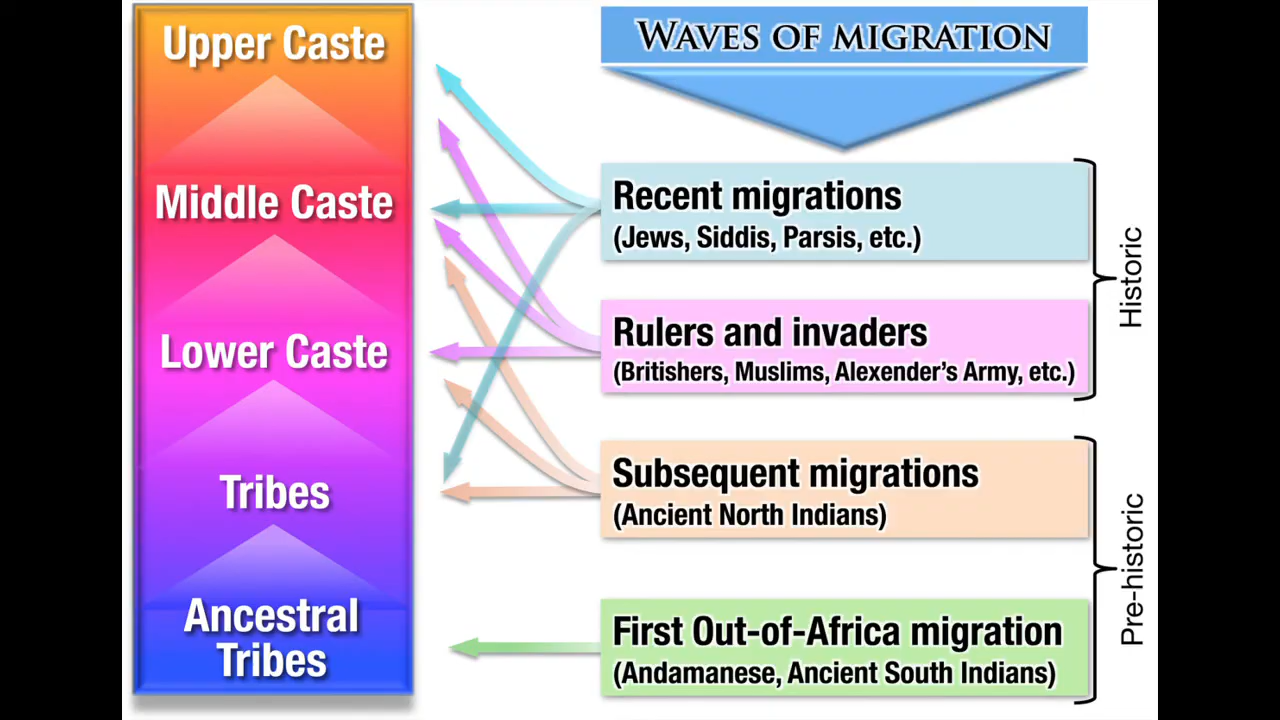 Upper Caste
Middle Caste
Lower Caste
Tribes
Ancestral
Tribes
WAVES OF MIGRATION
Recent migrations
(Jews, Siddis, Parsis, etc.)
Rulers and invaders
(Britishers, Muslims, Alexender's Army, etc.)
Subsequent migrations
(Ancient North Indians)
First Out-of-Africa migration
(Andamanese, Ancient South Indians)
Historic
Pre-historic